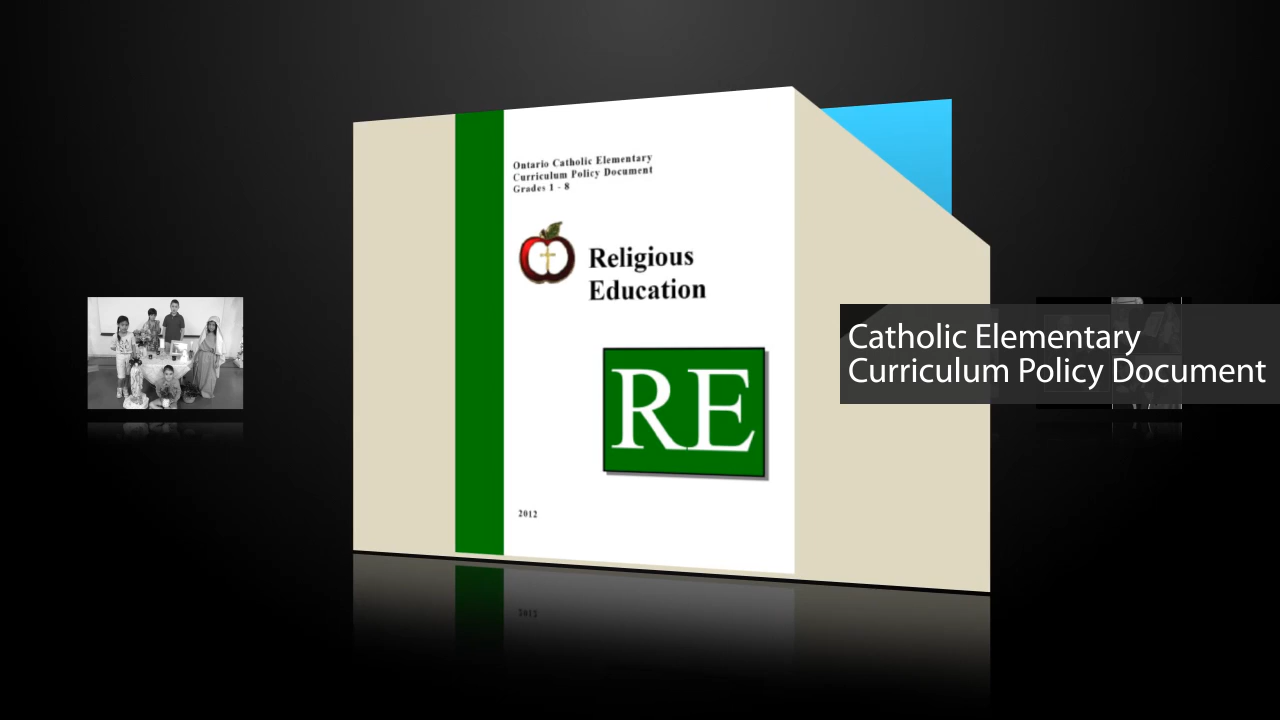 Ontario Catholic Elementary
Curriculum Policy Document
Grades 1 - 8
Religious
Education
RE
2012
Catholic Elementary
Curriculum Policy Document